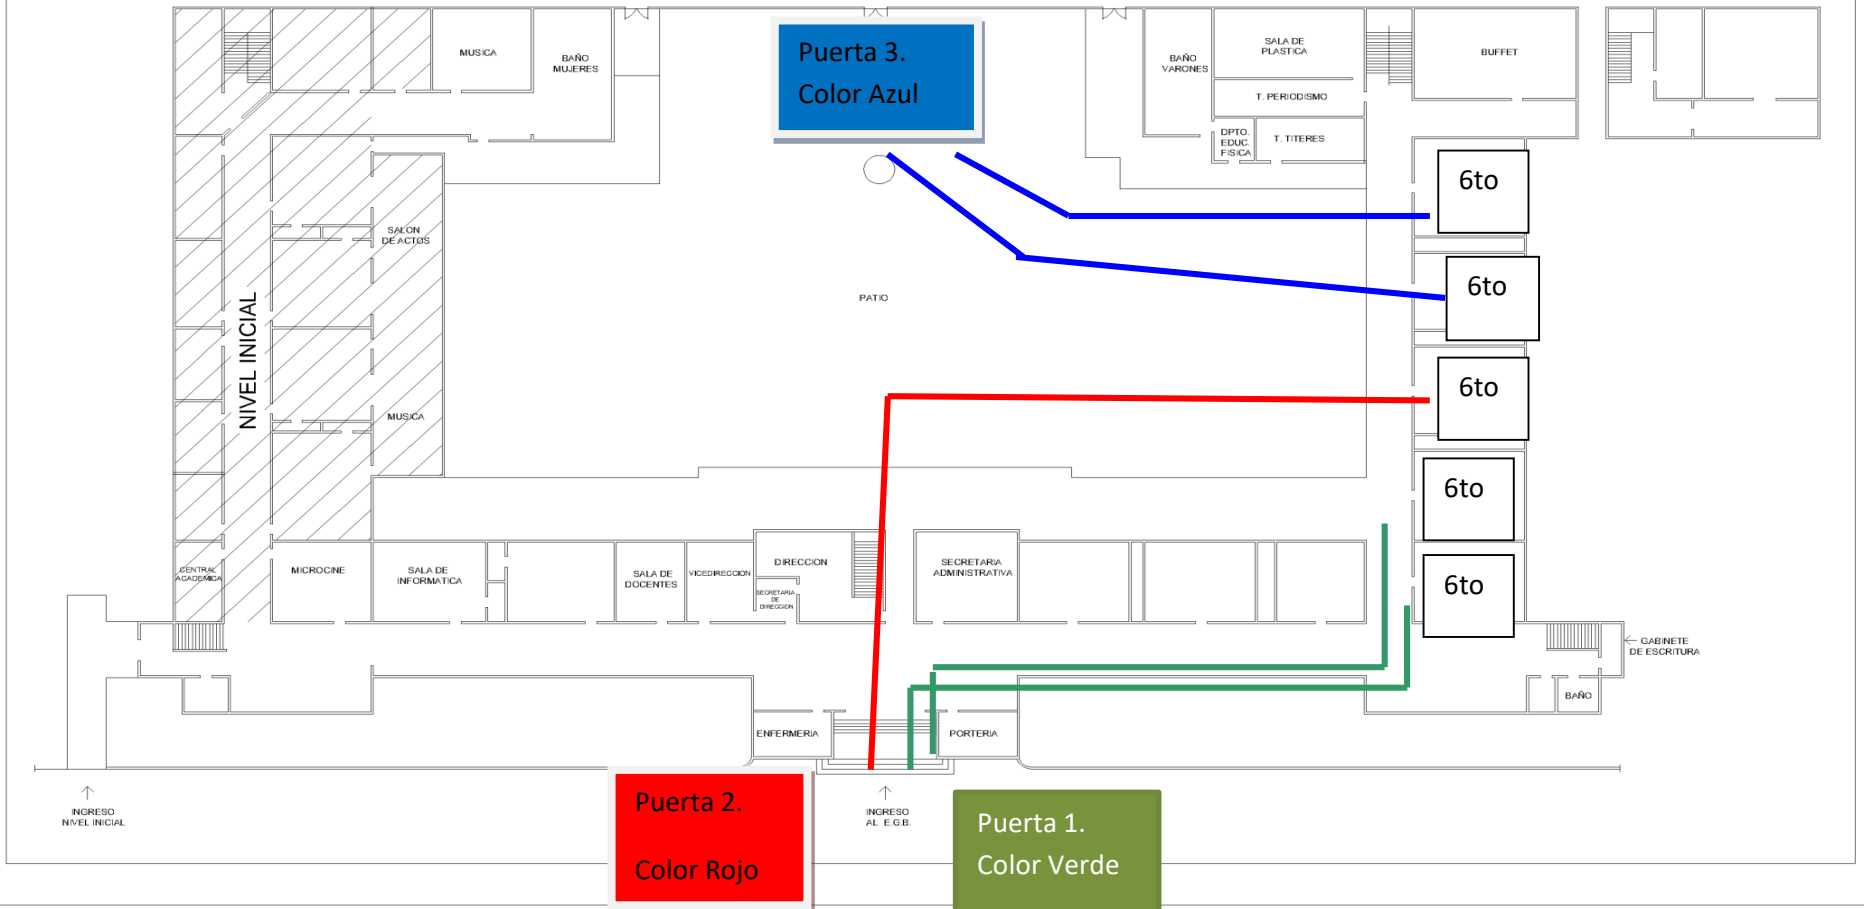 MUSICA
BAÑO
MUJERES
Puerta 3.
Color Azul
BAÑO
VARONES
SALA DE
PLASTICA
BUFFET
T. PERIODISMO
DPTO.
EDUC.
FISICA
T. TITERES
6to
SALON
DE ACTOS
6to
PATIO
NIVEL INICIAL
6to
MUSICA
6to
CENTRAL
ACADEMICA
MICROCINE
SALA DE
INFORMATICA
SALA DE
DOCENTES
VICEDIRECCION
DIRECCION
SECRETARIA
DE
DIRECCION
SECRETARIA
ADMINISTRATIVA
6to
GABINETE
DE ESCRITURA
BAÑO
ENFERMERIA
PORTERIA
INGRESO
NIVEL INICIAL
Puerta 2.
Color Rojo
INGRESO
AL E.G.B.
Puerta 1.
Color Verde